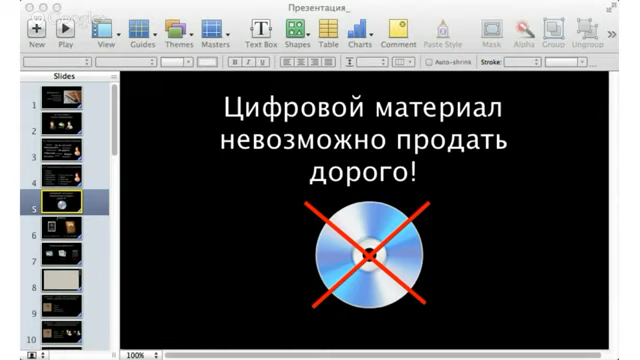 Презентация_
Google+
New Play View Guides Themes Masters Text Box Shapes Table Charts Comment Paste Style Mask Alpha Group Ungroup
B I U Auto-shrink Stroke:
Slides
Цифровой материал
невозможно продать
дорого!
1
2
3
4
5
6
7
8
9
10
100%